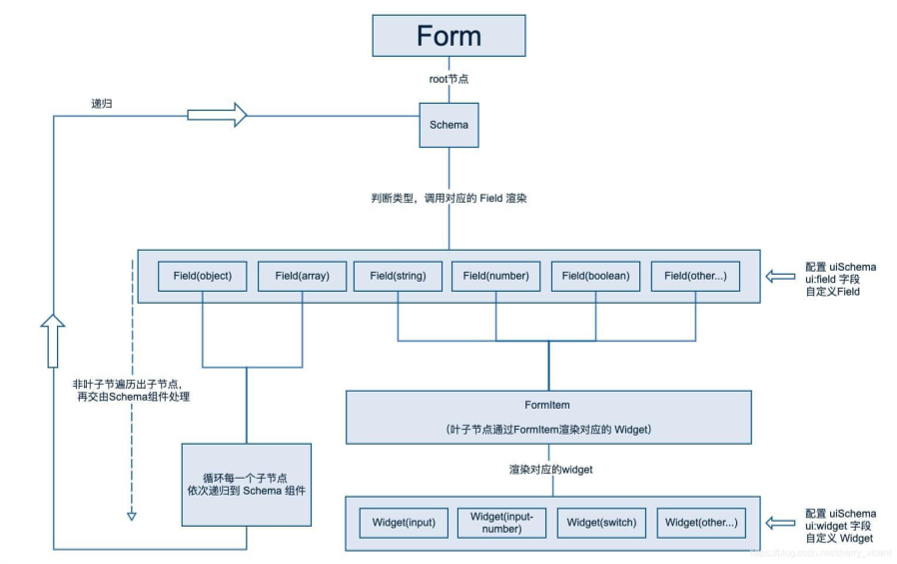 Form
root节点
递归
Schema
判断类型，调用对应的 Field 渲染
Field(object)
Field(array)
Field(string)
Field(number)
Field(boolean)
Field(other...)
配置 uiSchema
ui:field 字段
自定义Field
非叶子节遍历出子节点，
再交由Schema组件处理
FormItem
（叶子节点通过FormItem渲染对应的 Widget）
循环每一个子节点
依次递归到 Schema 组件
渲染对应的widget
Widget(input)
Widget(input-
number)
Widget(switch)
Widget(other...)
配置 uiSchema
ui:widget 字段
自定义 Widget